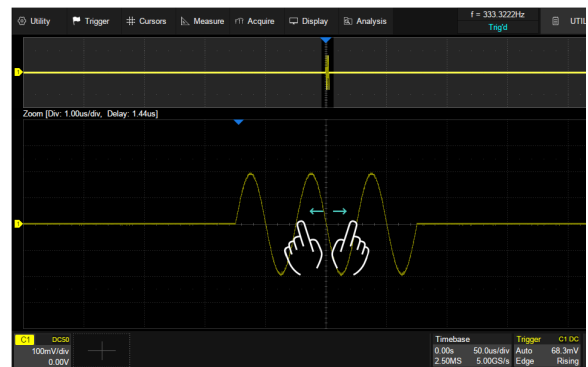 Utility Trigger Cursors Measure Acquire Display Analysis
f = 333.3222Hz
Trig'd
UTIL
Zoom [Div: 1.00us/div, Delay: 1.44us]
C1 DC50
100mV/div
0.00V
Timebase
0.00s 50.0us/div
2.50MS 5.00GS/s
Trigger C1 DC
Auto 68.3mV
Edge Rising